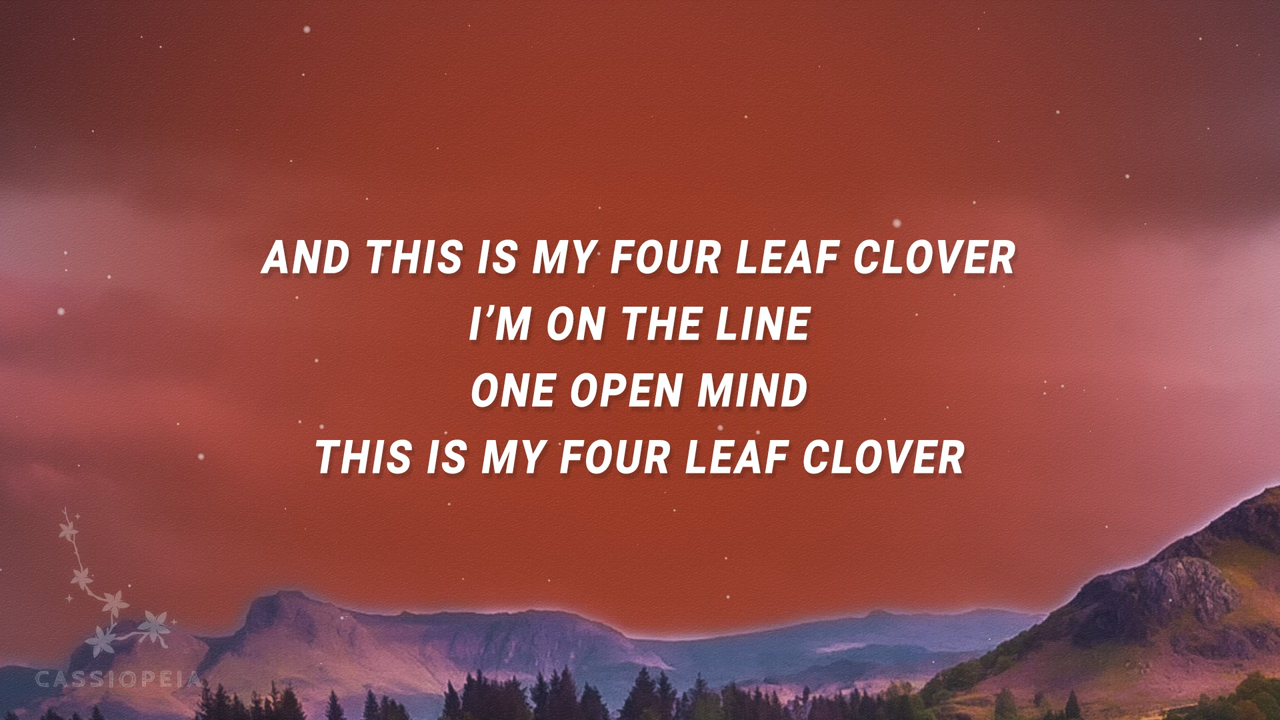 AND THIS IS MY FOUR LEAF CLOVER
I’M ON THE LINE
ONE OPEN MIND
THIS IS MY FOUR LEAF CLOVER
CASSIOPEIA